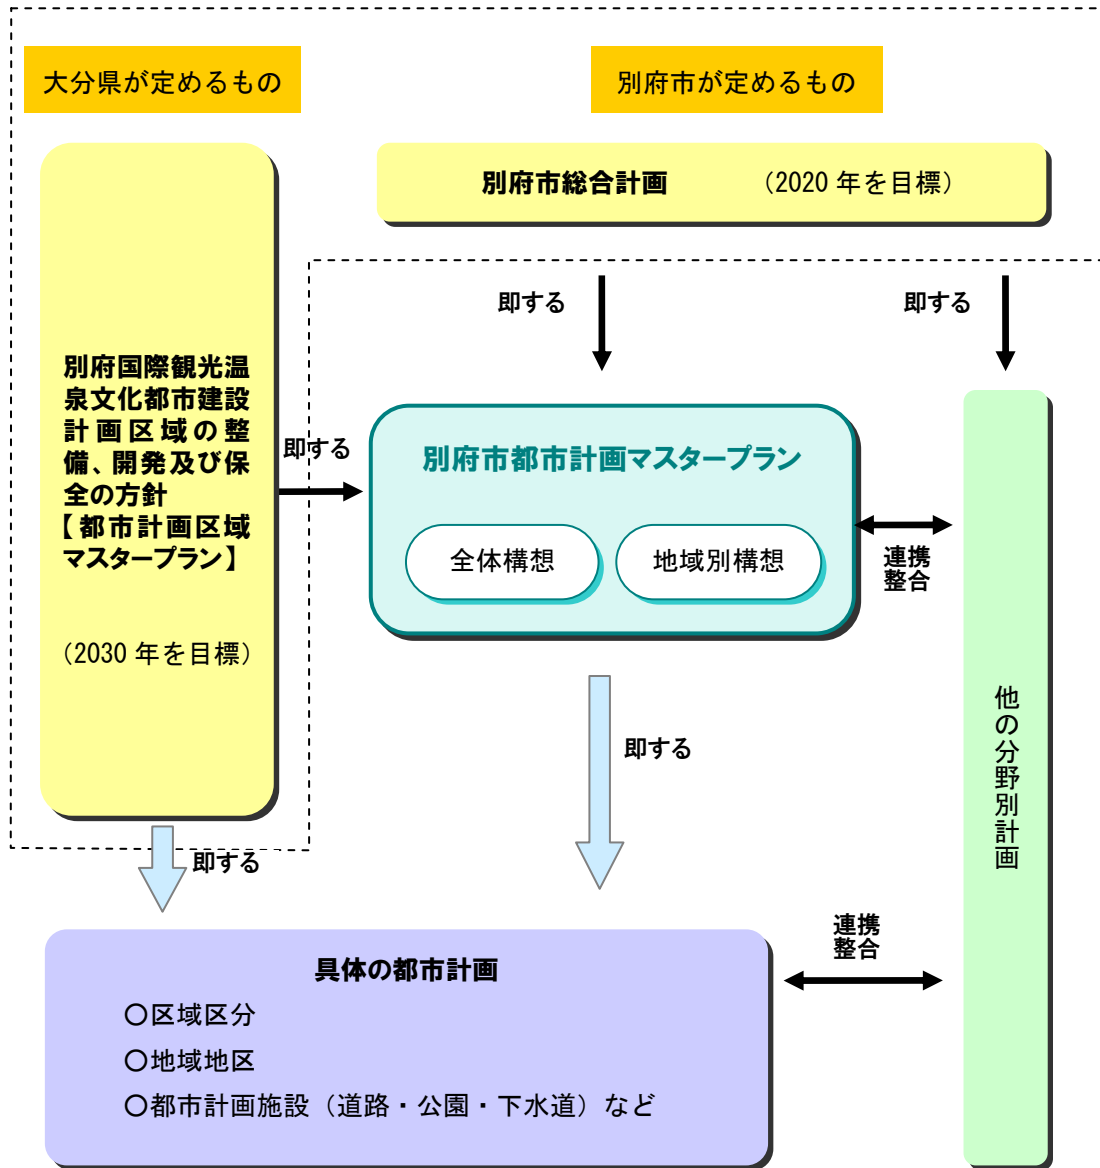 大分県が定めるもの
別府市が定めるもの
別府市総合計画 （2020 年を目標）
即する
即する
別府国際観光温
泉文化都市建設
計画区域の整
備、開発及び保
全の方針
【都市計画区域
マスタープラン】
（2030 年を目標）
即する
別府市都市計画マスタープラン
全体構想
地域別構想
連携
整合
他の分野別計画
即する
即する
具体の都市計画
〇区域区分
〇地域地区
〇都市計画施設（道路・公園・下水道）など
連携
整合